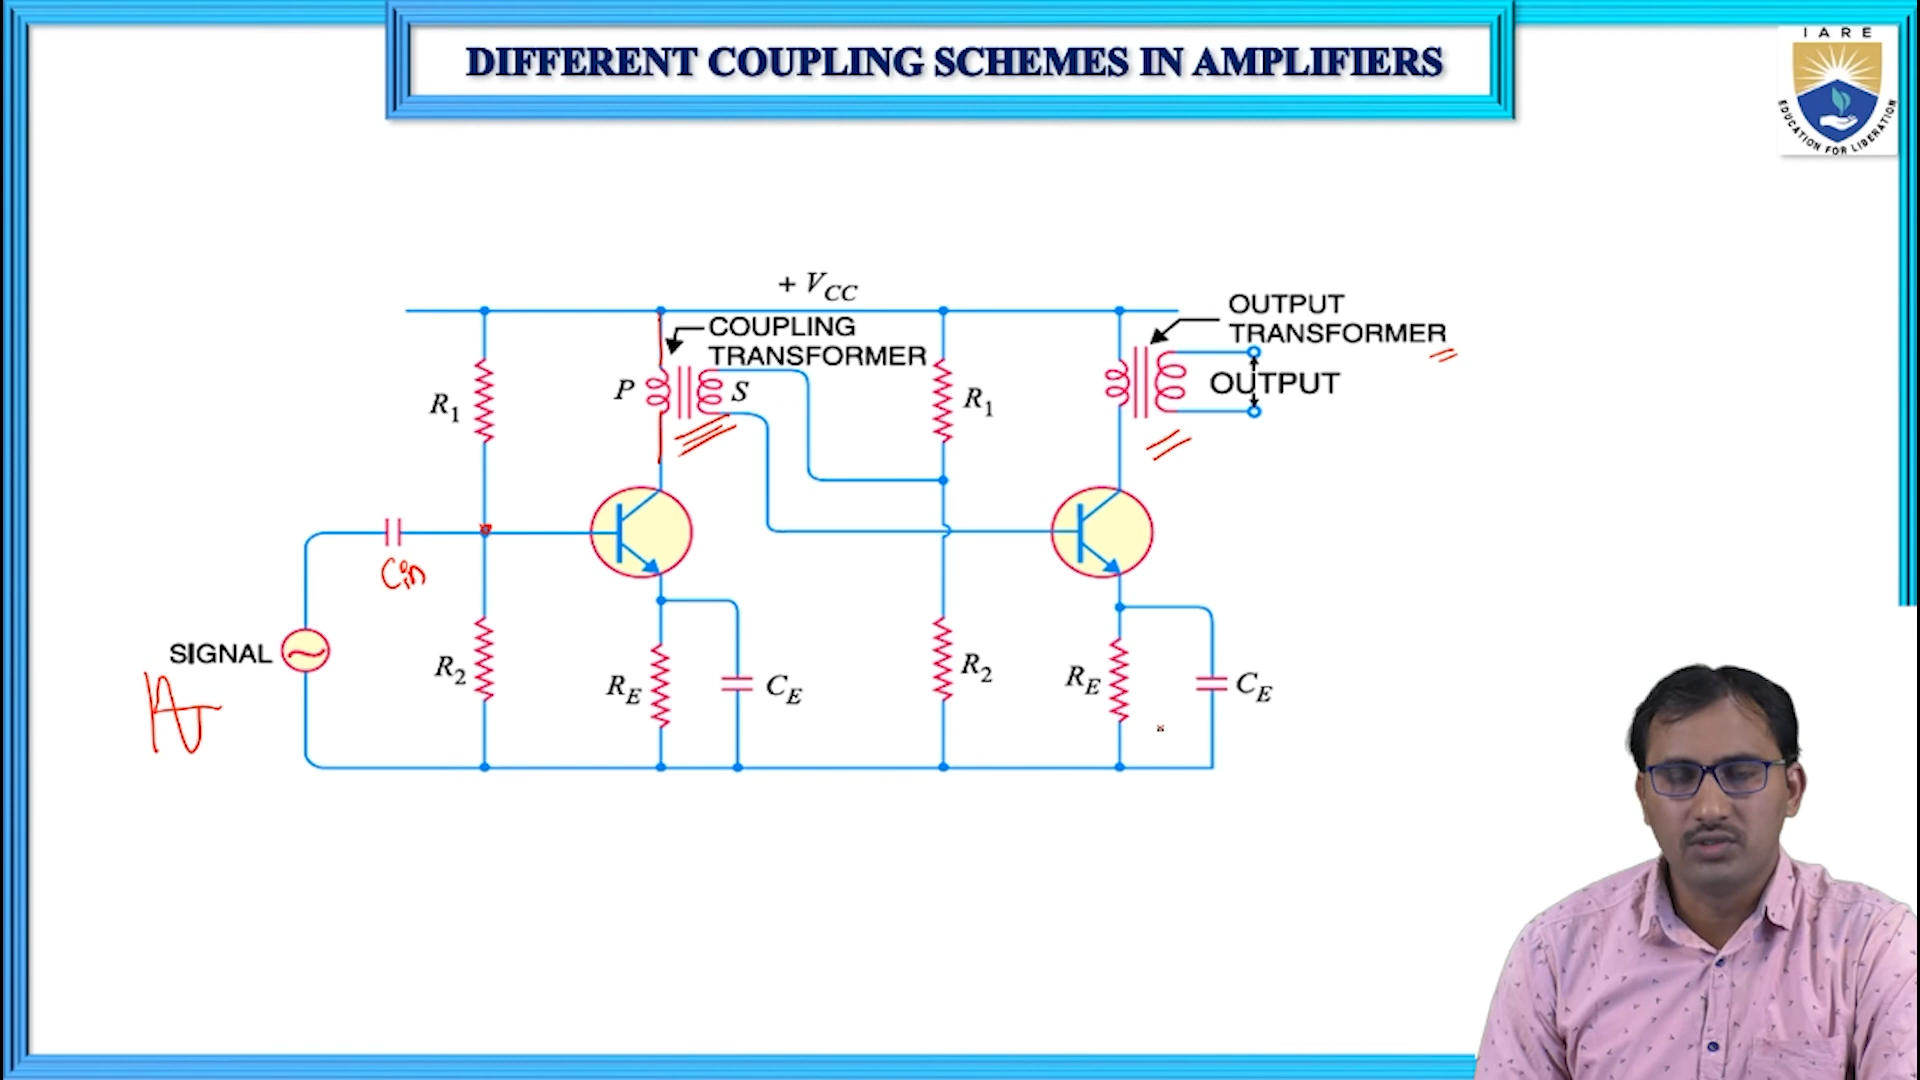 DIFFERENT COUPLING SCHEMES IN AMPLIFIERS
IARE
EDUCATION FOR LIBERATION
+ VCC
COUPLING
TRANSFORMER
OUTPUT
TRANSFORMER
OUTPUT
P
S
R1
R1
Cin
SIGNAL
R2
RE
CE
R2
RE
CE